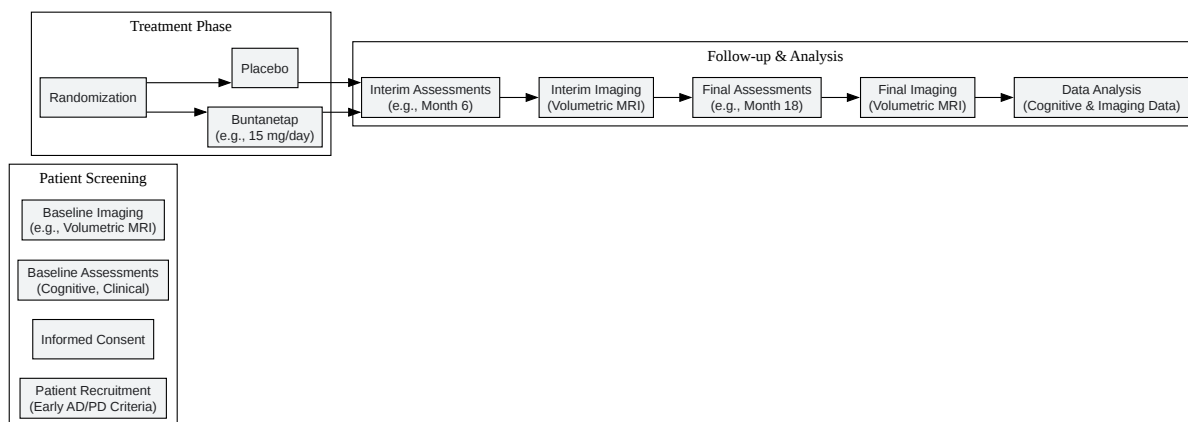 Treatment Phase
Placebo
Randomization
Buntanetap
(e.g., 15 mg/day)
Follow-up & Analysis
Interim Assessments
(e.g., Month 6)
Interim Imaging
(Volumetric MRI)
Final Assessments
(e.g., Month 18)
Final Imaging
(Volumetric MRI)
Data Analysis
(Cognitive & Imaging Data)
Patient Screening
Baseline Imaging
(e.g., Volumetric MRI)
Baseline Assessments
(Cognitive, Clinical)
Informed Consent
Patient Recruitment
(Early AD/PD Criteria)